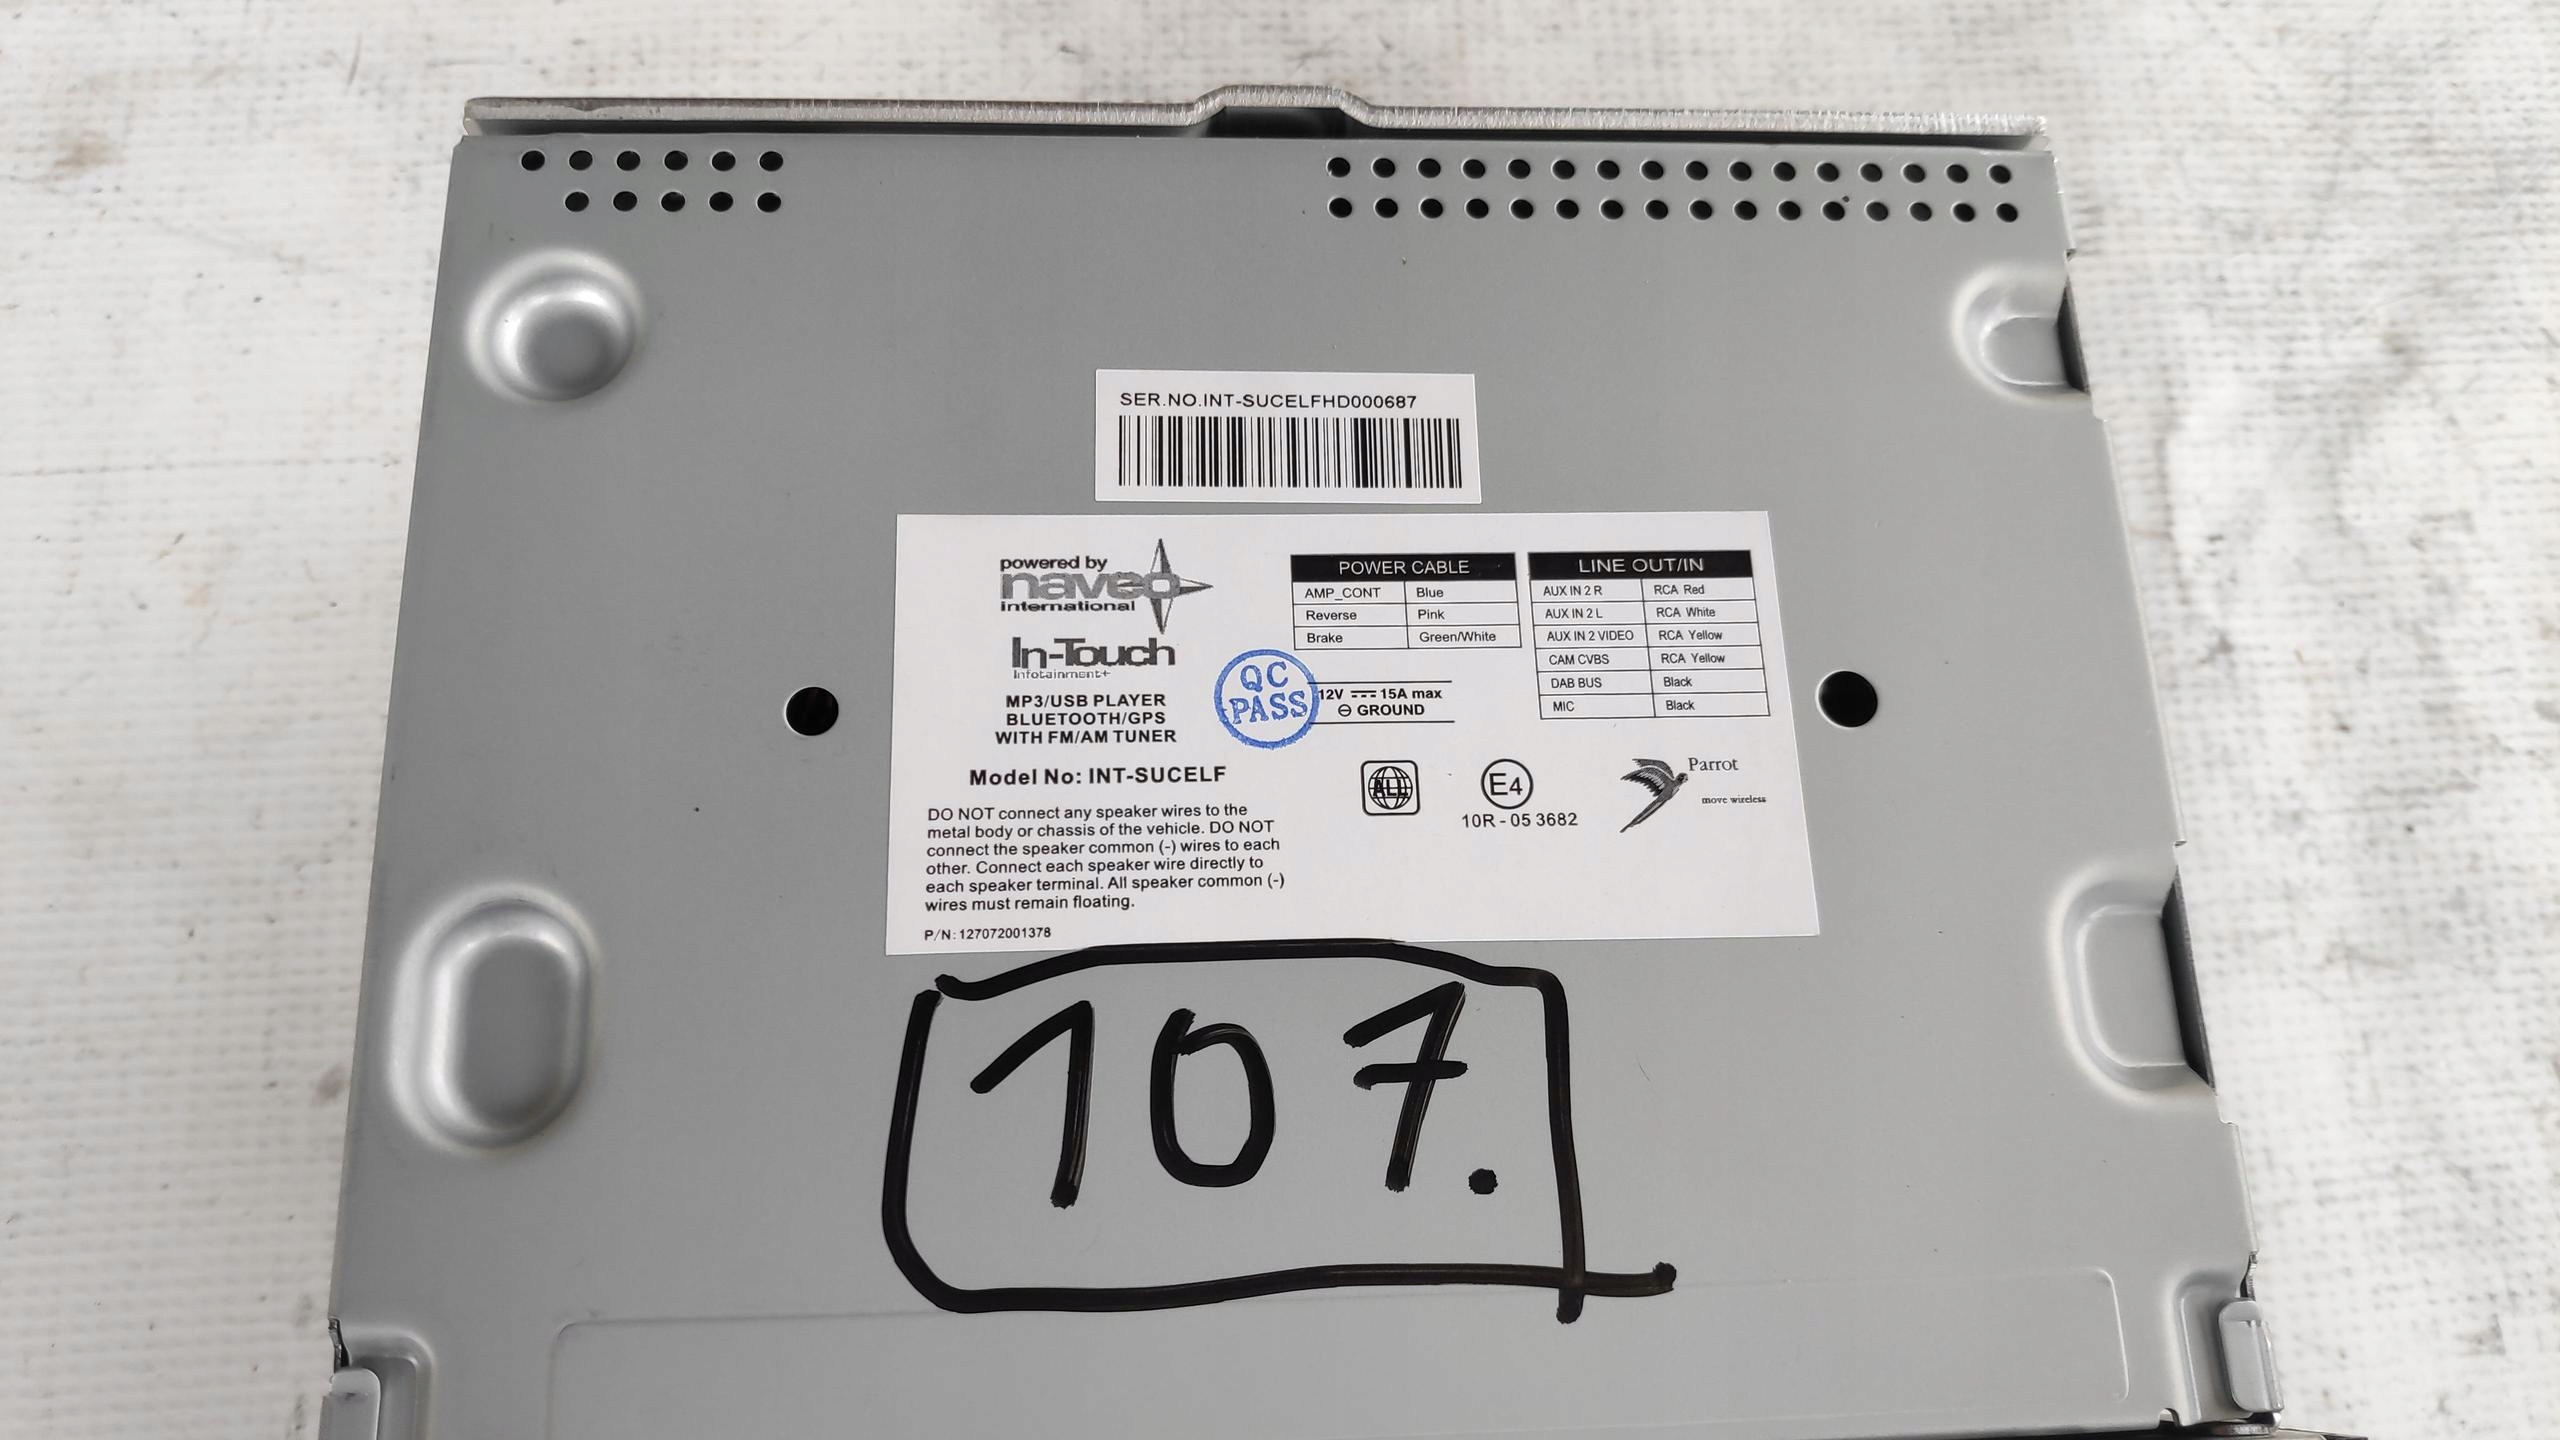 SER.NO.INT-SUCELFHD000687
powered by
naveo
international
In-Touch
Infotainment+
MP3/USB PLAYER
BLUETOOTH/GPS
WITH FM/AM TUNER
Model No: INT-SUCELF
DO NOT connect any speaker wires to the
metal body or chassis of the vehicle. DO NOT
connect the speaker common (-) wires to each
other. Connect each speaker wire directly to
each speaker terminal. All speaker common (-)
wires must remain floating.
P/N: 127072001378
QC
PASS
POWER CABLE
AMP_CONT Blue
Reverse Pink
Brake Green/White
12V 15A max
⊖ GROUND
LINE OUT/IN
AUX IN 2 R RCA Red
AUX IN 2 L RCA White
AUX IN 2 VIDEO RCA Yellow
CAM CVBS RCA Yellow
DAB BUS Black
MIC Black
ALL
E4
10R - 05 3682
Parrot
move wireless
107.